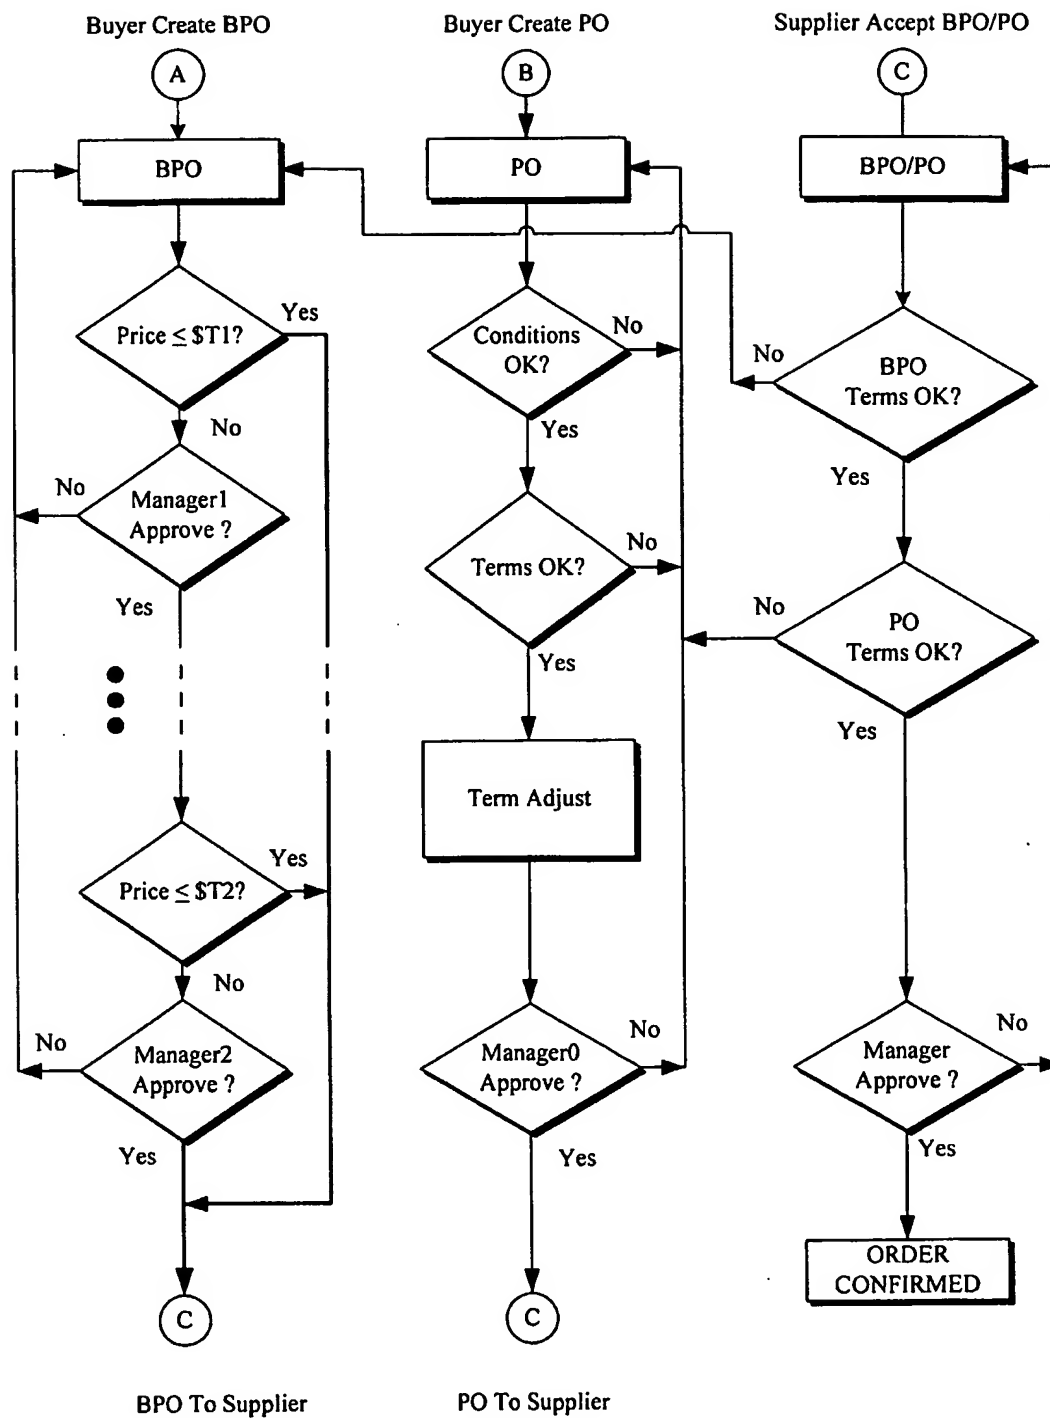 Buyer Create BPO
A
BPO
Price ≤ $T1?
Yes
No
Manager1
Approve ?
No
Yes
Price ≤ $T2?
Yes
No
Manager2
Approve ?
No
Yes
C
BPO To Supplier
Buyer Create PO
B
PO
Conditions
OK?
No
Yes
Terms OK?
No
Yes
Term Adjust
Manager0
Approve ?
No
Yes
C
PO To Supplier
Supplier Accept BPO/PO
C
BPO/PO
BPO
Terms OK?
No
Yes
PO
Terms OK?
No
Yes
Manager
Approve ?
No
Yes
ORDER
CONFIRMED